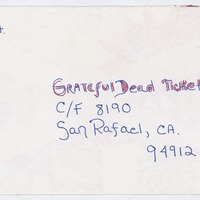 t.
Grateful Dead Ticket
C/F 8190
San Rafael, CA.
94912